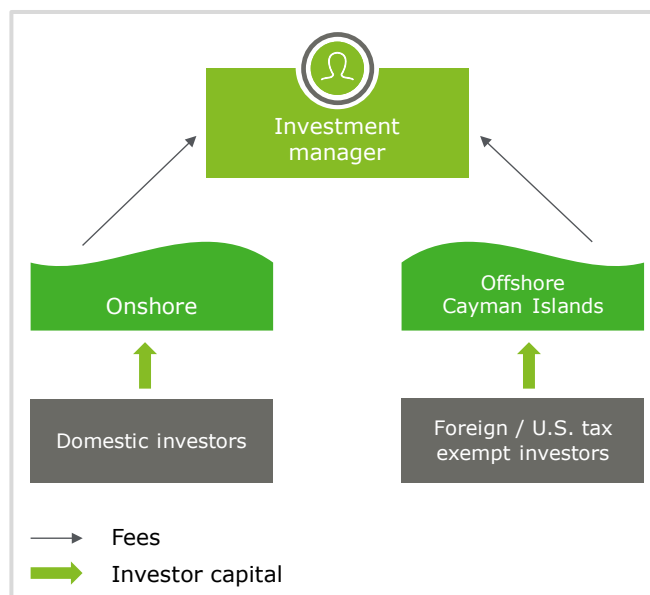 Investment
manager
Onshore
Offshore
Cayman Islands
Domestic investors
Foreign / U.S. tax
exempt investors
Fees
Investor capital